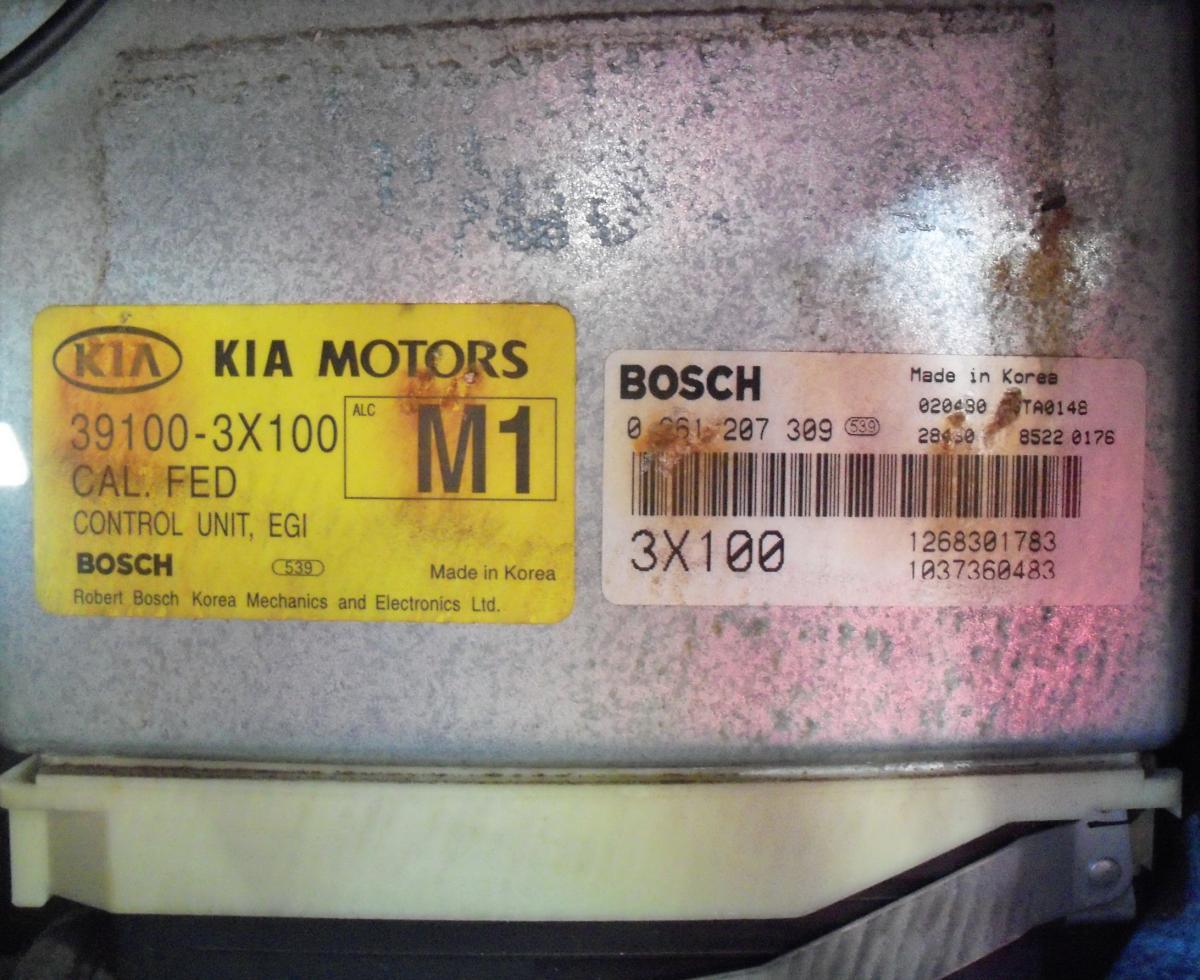 KIA KIA MOTORS
39100-3X100
ALC
M1
CAL. FED
CONTROL UNIT, EGI
BOSCH 539 Made in Korea
Robert Bosch Korea Mechanics and Electronics Ltd.
BOSCH Made in Korea
0 261 207 309 539
8522 0176
3X100
1268301783
1037360483